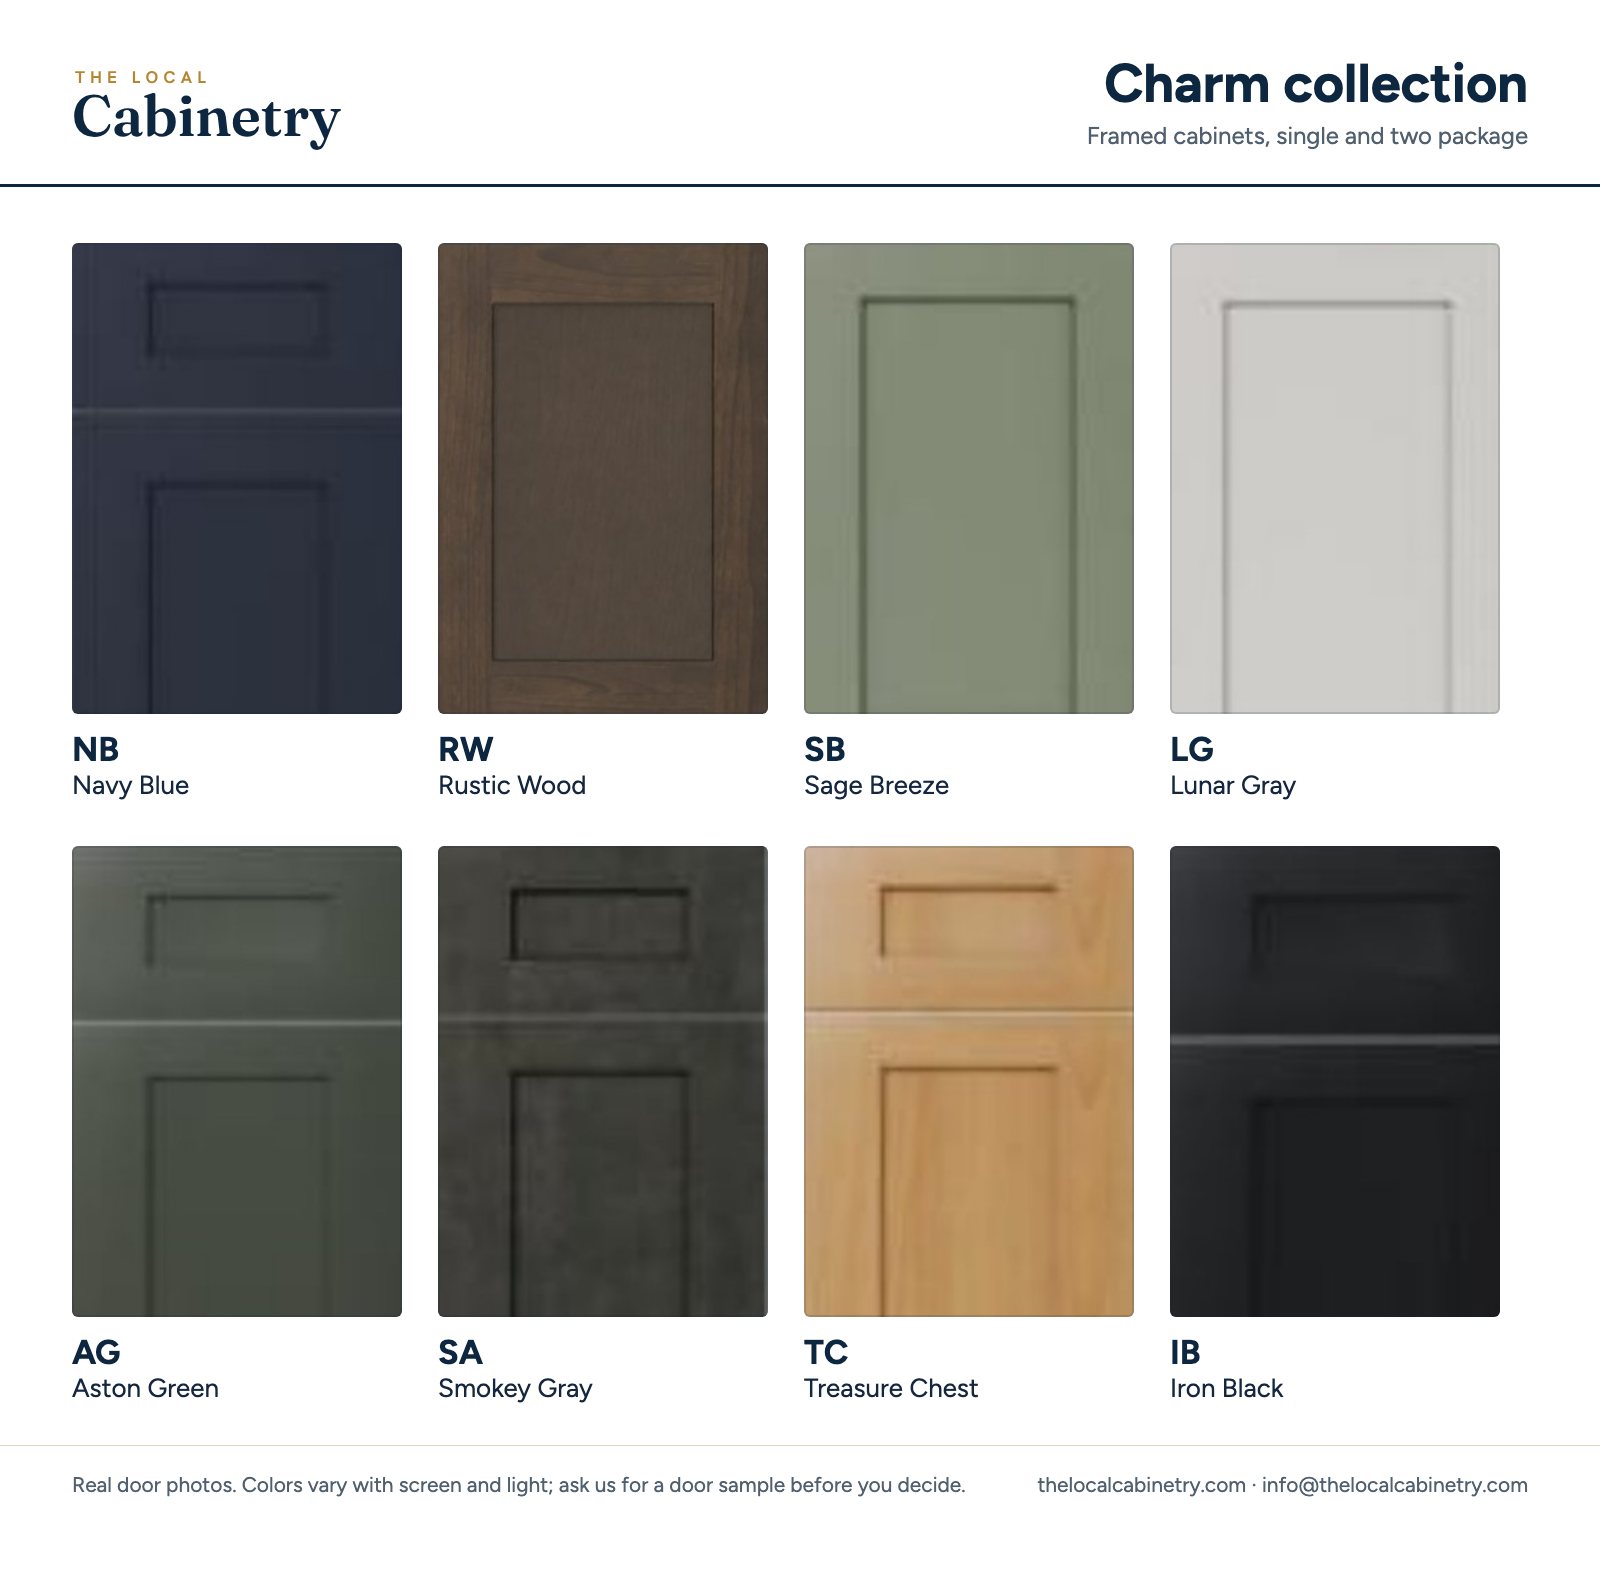 THE LOCAL
Cabinetry
Charm collection
Framed cabinets, single and two package
NB
Navy Blue
RW
Rustic Wood
SB
Sage Breeze
LG
Lunar Gray
AG
Aston Green
SA
Smokey Gray
TC
Treasure Chest
IB
Iron Black
Real door photos. Colors vary with screen and light; ask us for a door sample before you decide.
thelocalcabinetry.com · info@thelocalcabinetry.com